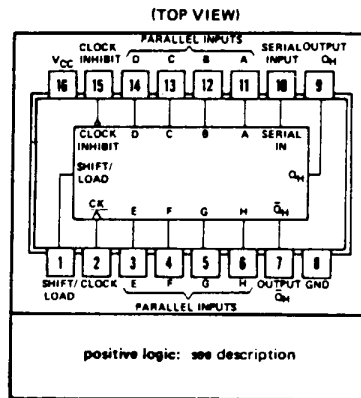 (TOP VIEW)
PARALLEL INPUTS
CLOCK SERIAL OUTPUT
VCC INHIBIT D C B A INPUT QH
16 15 14 13 12 11 10 9
CLOCK INHIBIT D C B A SERIAL IN
SHIFT/
LOAD QH
CK E F G H Q̅H
1 2 3 4 5 6 7 8
SHIFT/ CLOCK E F G H OUTPUT GND
LOAD PARALLEL INPUTS Q̅H
positive logic: see description